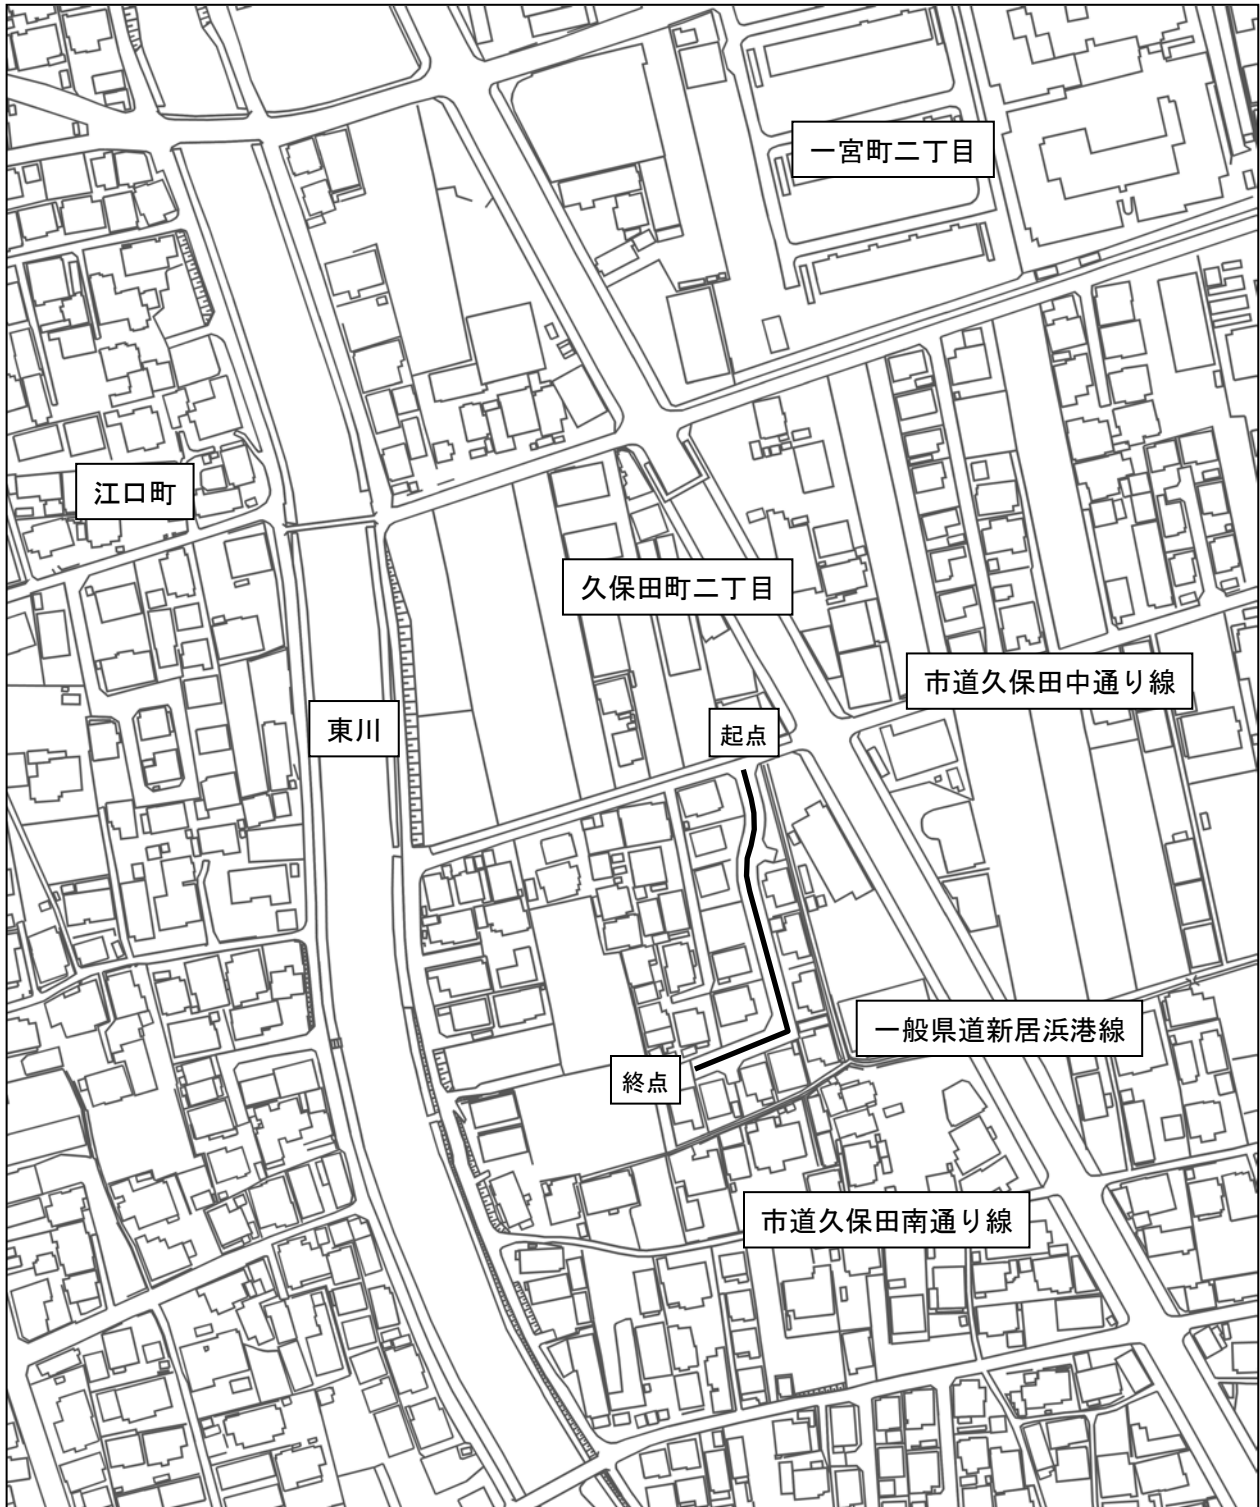 一宮町二丁目
江口町
久保田町二丁目
市道久保田中通り線
東川
起点
一般県道新居浜港線
終点
市道久保田南通り線